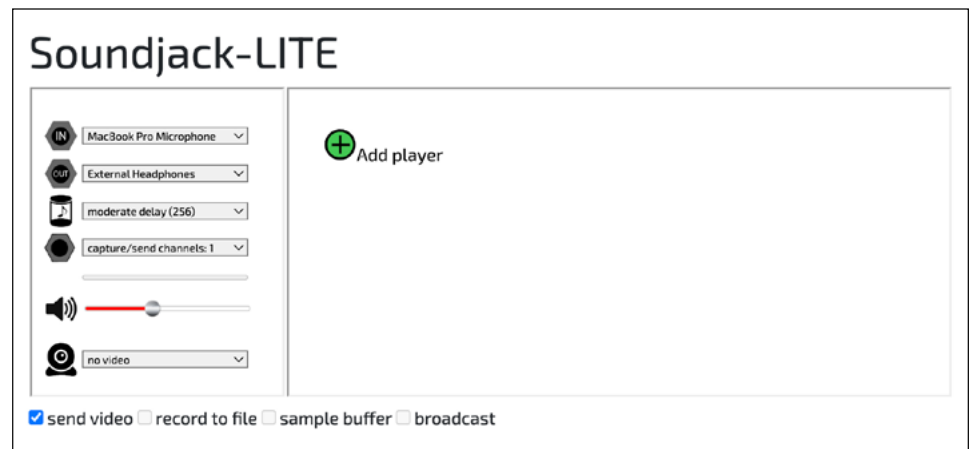 Soundjack-LITE
IN
MacBook Pro Microphone
OUT
External Headphones
moderate delay (256)
capture/send channels: 1
no video
Add player
send video record to file sample buffer broadcast